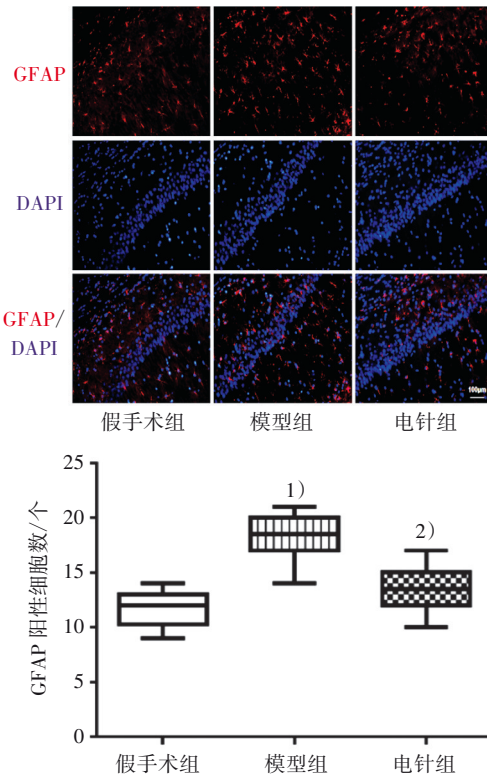 GFAP
DAPI
GFAP/
DAPI
100μm
假手术组 模型组 电针组
GFAP 阳性细胞数/个
25
20
15
10
5
0
1)
2)
假手术组 模型组 电针组